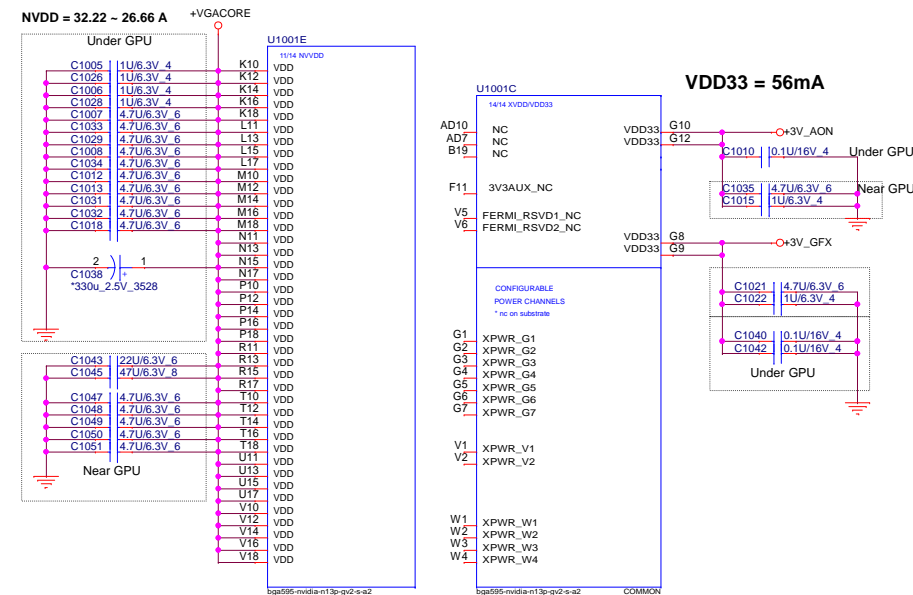 NVDD = 32.22 ~ 26.66 A
+VGACORE
Under GPU
C1005 1U/6.3V_4
C1026 1U/6.3V_4
C1006 1U/6.3V_4
C1028 1U/6.3V_4
C1007 4.7U/6.3V_6
C1033 4.7U/6.3V_6
C1029 4.7U/6.3V_6
C1008 4.7U/6.3V_6
C1034 4.7U/6.3V_6
C1012 4.7U/6.3V_6
C1013 4.7U/6.3V_6
C1031 4.7U/6.3V_6
C1032 4.7U/6.3V_6
C1018 4.7U/6.3V_6
2 1
C1038 +
*330u_2.5V_3528
C1043 22U/6.3V_6
C1045 47U/6.3V_8
C1047 4.7U/6.3V_6
C1048 4.7U/6.3V_6
C1049 4.7U/6.3V_6
C1050 4.7U/6.3V_6
C1051 4.7U/6.3V_6
Near GPU
U1001E
11/14 NVVDD
K10 VDD
K12 VDD
K14 VDD
K16 VDD
K18 VDD
L11 VDD
L13 VDD
L15 VDD
L17 VDD
M10 VDD
M12 VDD
M14 VDD
M16 VDD
M18 VDD
N11 VDD
N13 VDD
N15 VDD
N17 VDD
P10 VDD
P12 VDD
P14 VDD
P16 VDD
P18 VDD
R11 VDD
R13 VDD
R15 VDD
R17 VDD
T10 VDD
T12 VDD
T14 VDD
T16 VDD
T18 VDD
U11 VDD
U13 VDD
U15 VDD
U17 VDD
V10 VDD
V12 VDD
V14 VDD
V16 VDD
V18 VDD
bga595-nvidia-n13p-gv2-s-a2
VDD33 = 56mA
U1001C
14/14 XVDD/VDD33
AD10 NC
AD7 NC
B19 NC
F11 3V3AUX_NC
V5 FERMI_RSVD1_NC
V6 FERMI_RSVD2_NC
VDD33 G10
VDD33 G12
VDD33 G8
VDD33 G9
CONFIGURABLE
POWER CHANNELS
* nc on substrate
G1 XPWR_G1
G2 XPWR_G2
G3 XPWR_G3
G4 XPWR_G4
G5 XPWR_G5
G6 XPWR_G6
G7 XPWR_G7
V1 XPWR_V1
V2 XPWR_V2
W1 XPWR_W1
W2 XPWR_W2
W3 XPWR_W3
W4 XPWR_W4
bga595-nvidia-n13p-gv2-s-a2 COMMON
+3V_AON
C1010 0.1U/16V_4 Under GPU
C1035 4.7U/6.3V_6 Near GPU
C1015 1U/6.3V_4
+3V_GFX
C1021 4.7U/6.3V_6
C1022 1U/6.3V_4
C1040 0.1U/16V_4
C1042 0.1U/16V_4
Under GPU